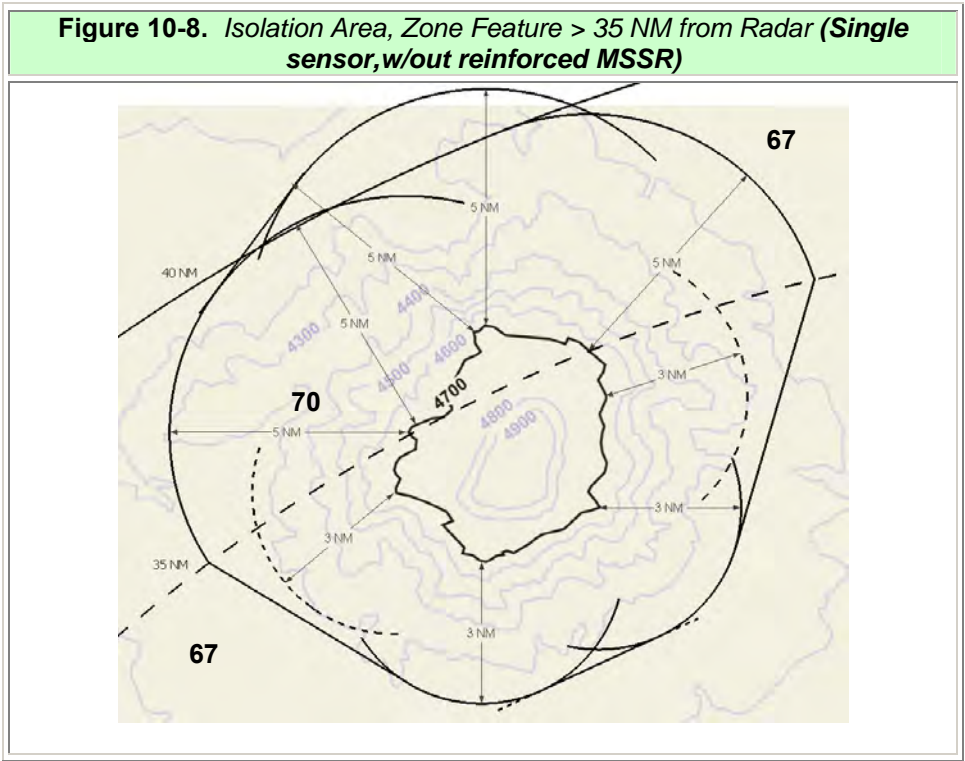 Figure 10-8. Isolation Area, Zone Feature > 35 NM from Radar (Single
sensor,w/out reinforced MSSR)
67
5 NM
5 NM
5 NM
40 NM
4400
5 NM
4300
4600
3 NM
4500
4700
70
4800
4900
5 NM
3 NM
3 NM
35 NM
3 NM
67